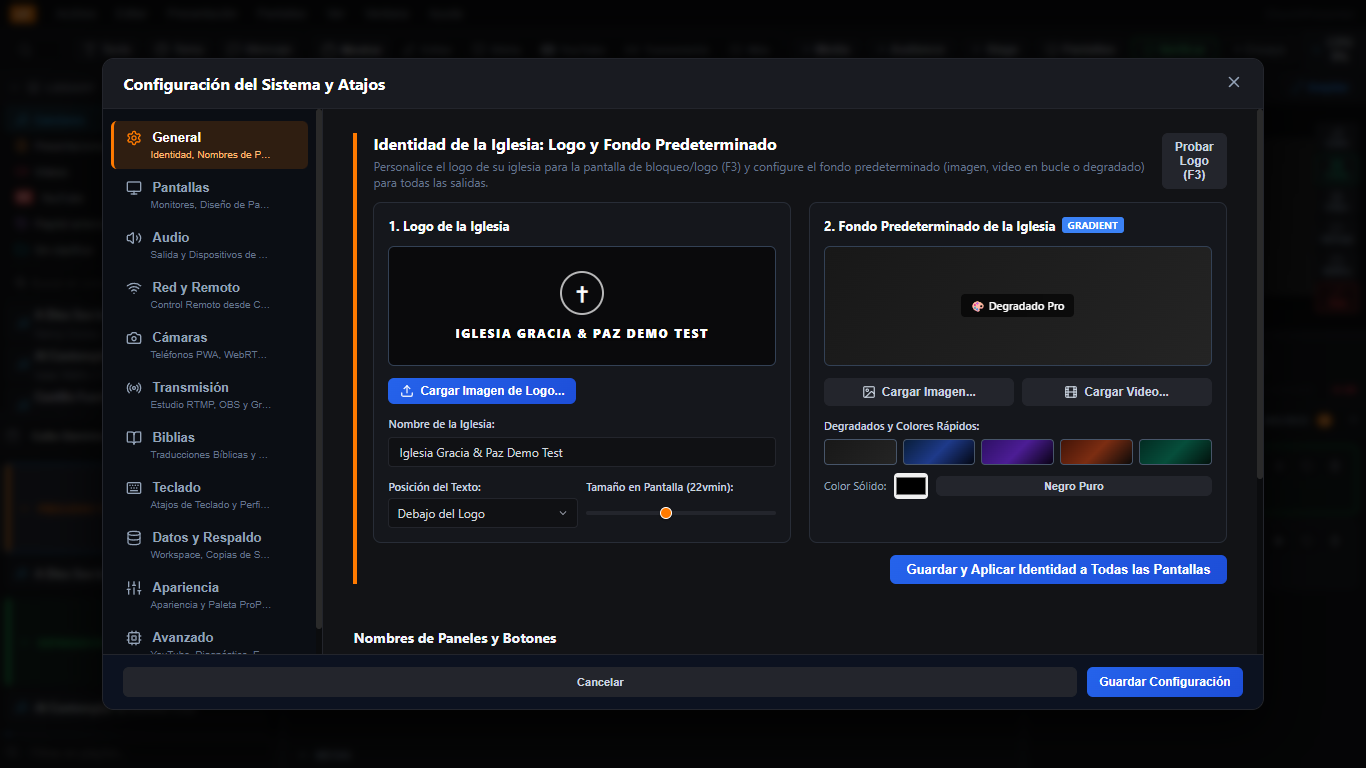 Configuración del Sistema y Atajos
General
Identidad, Nombres de P...
Pantallas
Monitores, Diseño de Pa...
Audio
Salida y Dispositivos de ...
Red y Remoto
Control Remoto desde C...
Cámaras
Teléfonos PWA, WebRT...
Transmisión
Estudio RTMP, OBS y Gr...
Biblias
Traducciones Bíblicas y ...
Teclado
Atajos de Teclado y Perfi...
Datos y Respaldo
Workspace, Copias de S...
Apariencia
Apariencia y Paleta ProP...
Avanzado
Identidad de la Iglesia: Logo y Fondo Predeterminado
Personalice el logo de su iglesia para la pantalla de bloqueo/logo (F3) y configure el fondo predeterminado (imagen, video en bucle o degradado)
para todas las salidas.
Probar
Logo
(F3)
1. Logo de la Iglesia
IGLESIA GRACIA & PAZ DEMO TEST
Cargar Imagen de Logo...
Nombre de la Iglesia:
Iglesia Gracia & Paz Demo Test
Posición del Texto:
Debajo del Logo
Tamaño en Pantalla (22vmin):
2. Fondo Predeterminado de la Iglesia GRADIENT
Degradado Pro
Cargar Imagen...
Cargar Video...
Degradados y Colores Rápidos:
Color Sólido:
Negro Puro
Guardar y Aplicar Identidad a Todas las Pantallas
Nombres de Paneles y Botones
Cancelar
Guardar Configuración